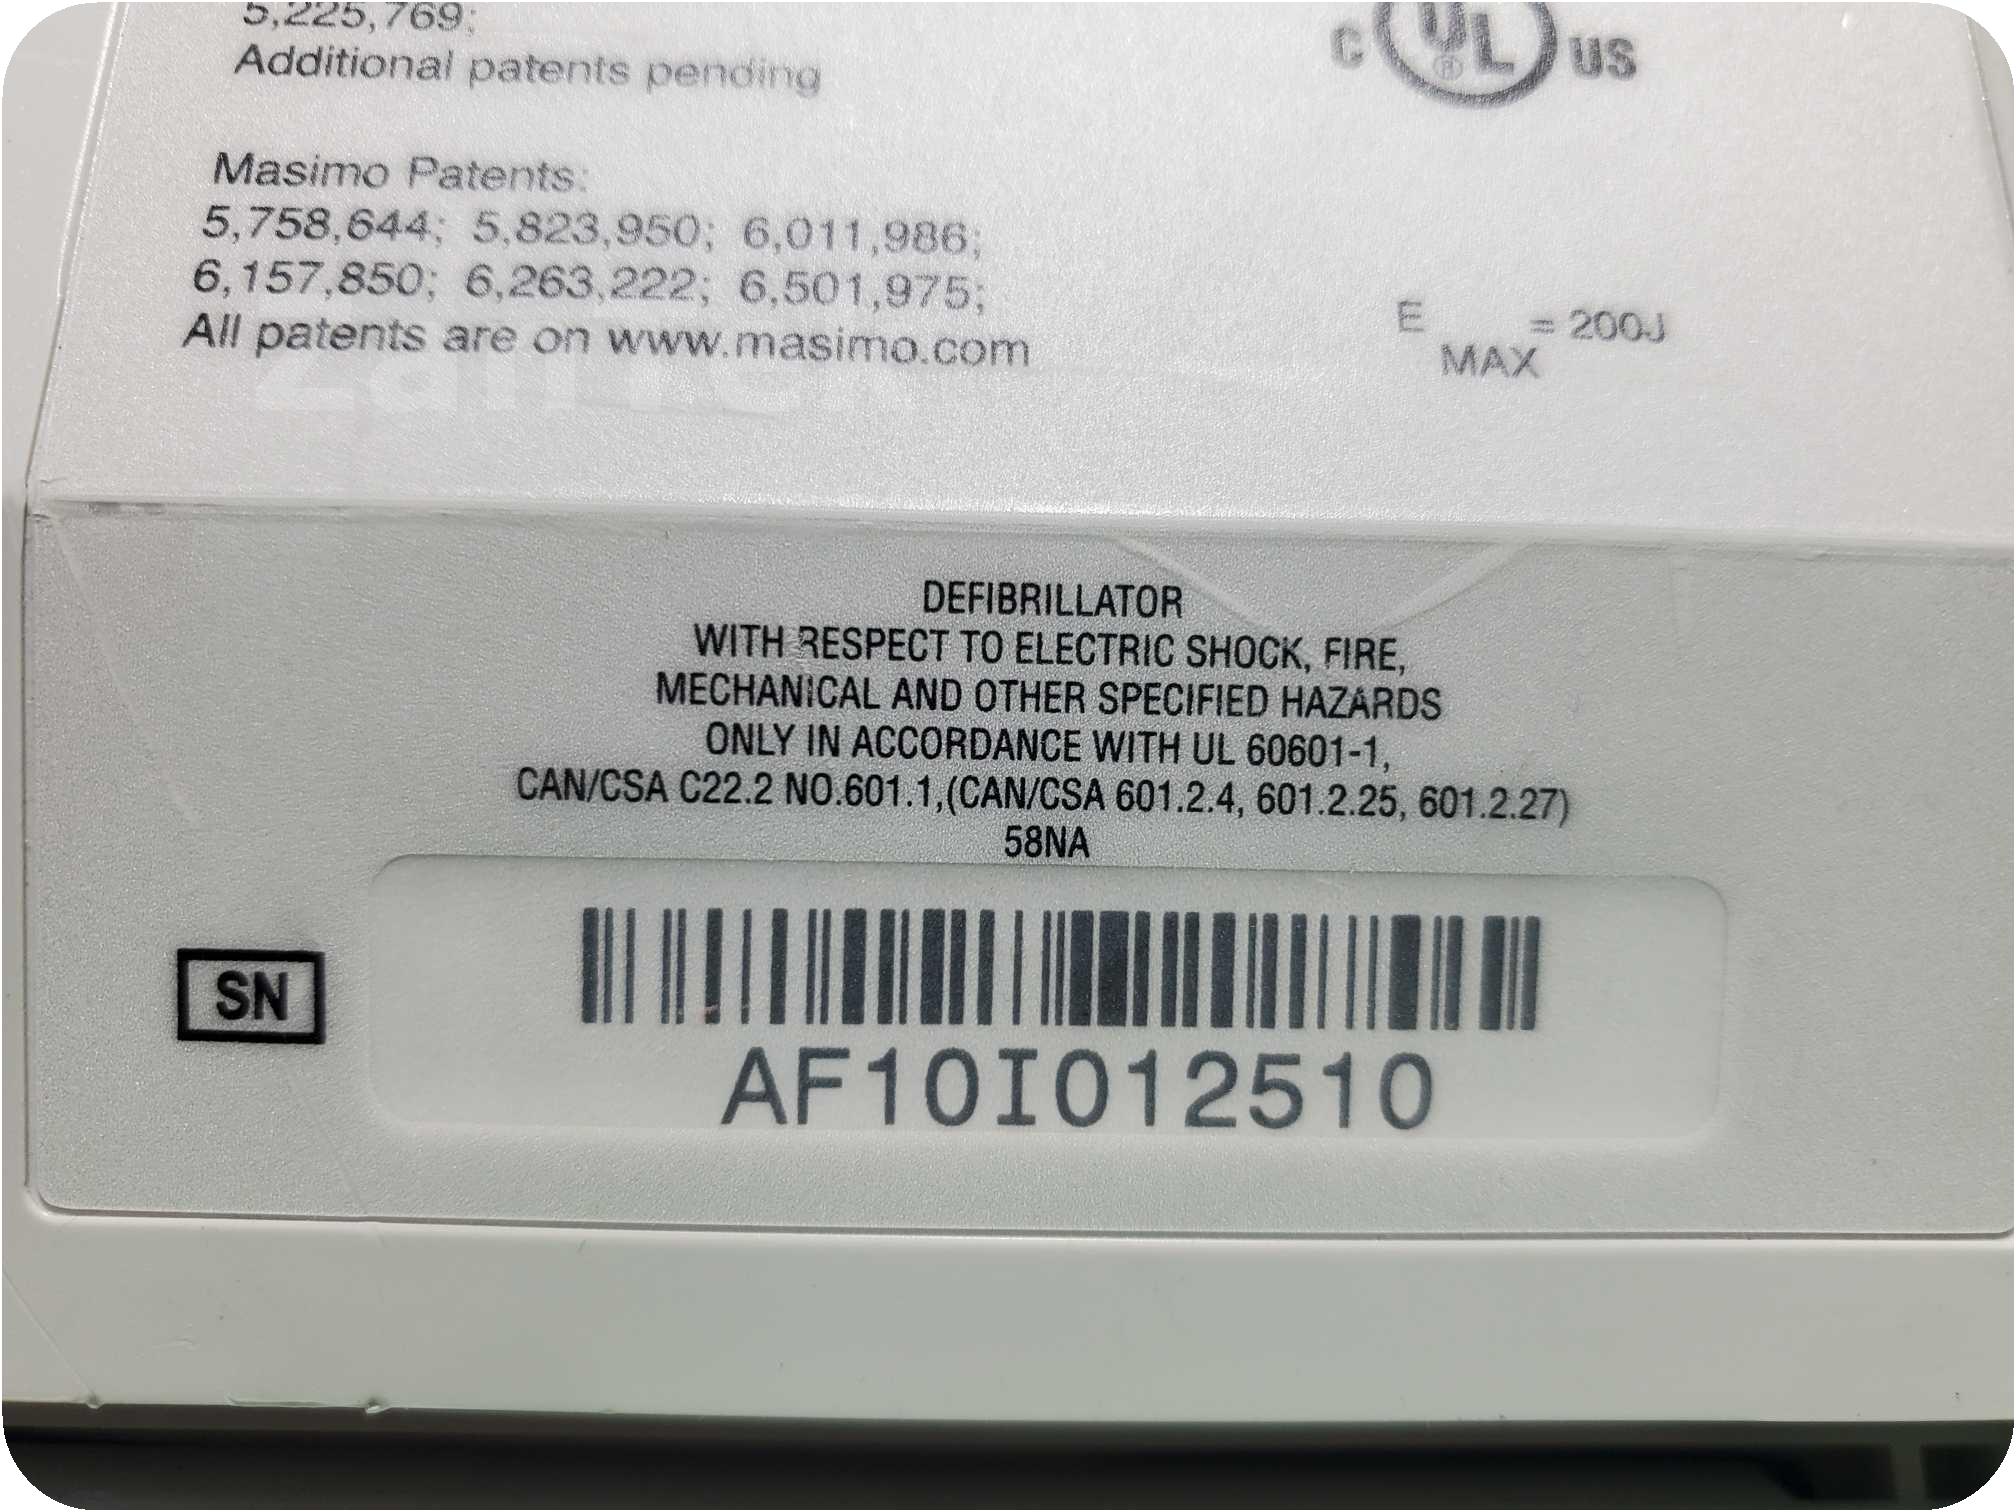 5,225,769;
Additional patents pending
C UL® US
Masimo Patents:
5,758,644; 5,823,950; 6,011,986;
6,157,850; 6,263,222; 6,501,975;
All patents are on www.masimo.com
E MAX = 200J
DEFIBRILLATOR
WITH RESPECT TO ELECTRIC SHOCK, FIRE,
MECHANICAL AND OTHER SPECIFIED HAZARDS
ONLY IN ACCORDANCE WITH UL 60601-1,
CAN/CSA C22.2 NO.601.1,(CAN/CSA 601.2.4, 601.2.25, 601.2.27)
58NA
SN
AF10I012510